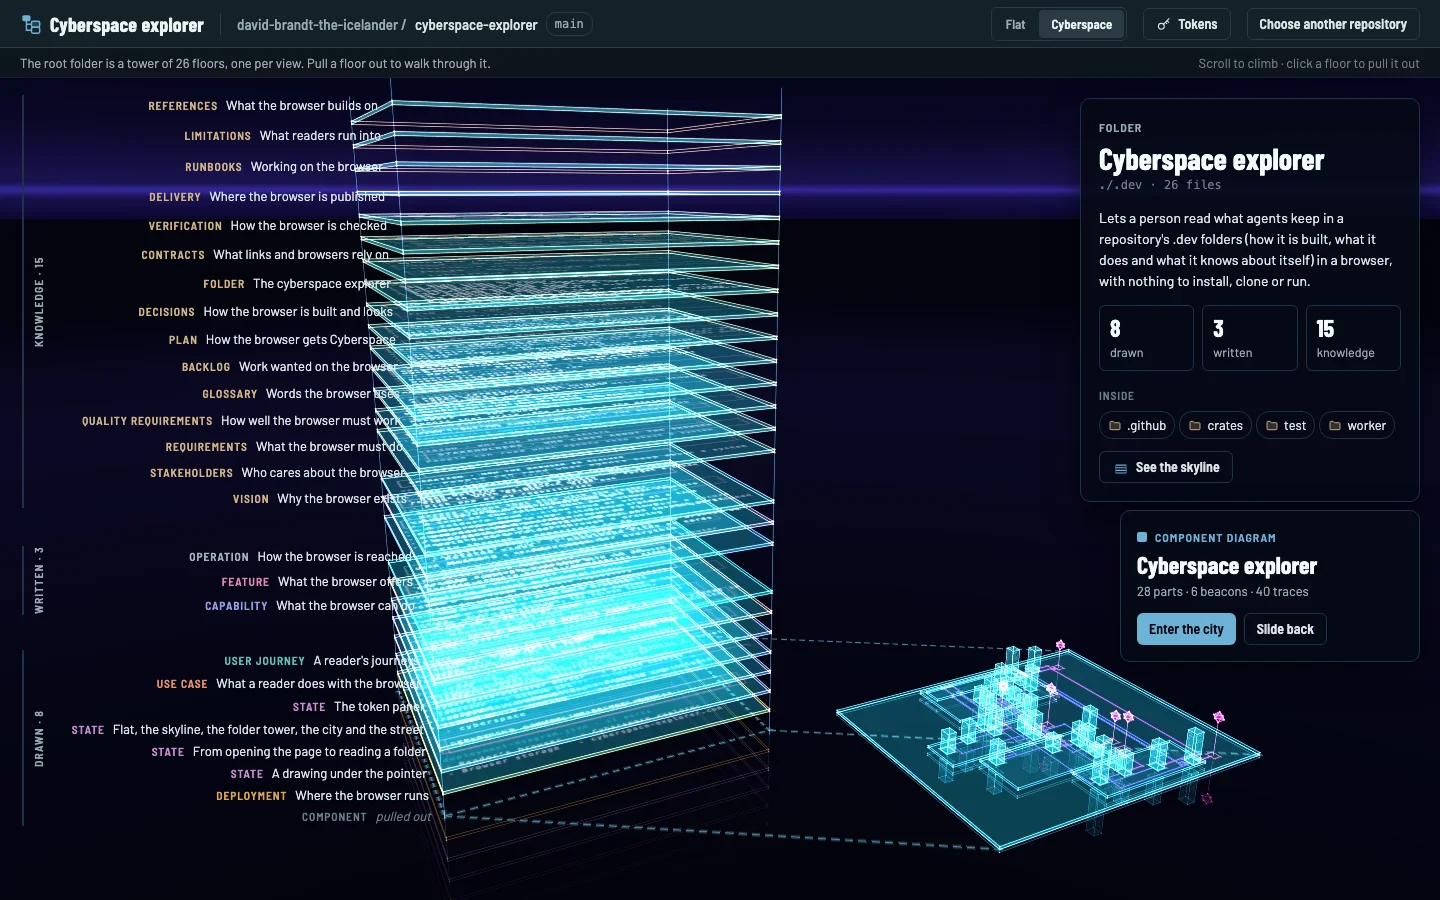 Cyberspace explorer
david-brandt-the-icelander / cyberspace-explorer main
Flat Cyberspace
Tokens
Choose another repository
The root folder is a tower of 26 floors, one per view. Pull a floor out to walk through it.
Scroll to climb · click a floor to pull it out
KNOWLEDGE · 15
REFERENCES What the browser builds on
LIMITATIONS What readers run into
RUNBOOKS Working on the browser
DELIVERY Where the browser is published
VERIFICATION How the browser is checked
CONTRACTS What links and browsers rely on
FOLDER The cyberspace explorer
DECISIONS How the browser is built and looks
PLAN How the browser gets Cyberspace
BACKLOG Work wanted on the browser
GLOSSARY Words the browser uses
QUALITY REQUIREMENTS How well the browser must work
REQUIREMENTS What the browser must do
STAKEHOLDERS Who cares about the browser
VISION Why the browser exists
WRITTEN · 3
OPERATION How the browser is reached
FEATURE What the browser offers
CAPABILITY What the browser can do
DRAWN · 8
USER JOURNEY A reader's journey
USE CASE What a reader does with the browser
STATE The token panel
STATE Flat, the skyline, the folder tower, the city and the street
STATE From opening the page to reading a folder
STATE A drawing under the pointer
DEPLOYMENT Where the browser runs
COMPONENT pulled out
FOLDER
Cyberspace explorer
./.dev · 26 files
Lets a person read what agents keep in a
repository's .dev folders (how it is built, what it
does and what it knows about itself) in a browser,
with nothing to install, clone or run.
8 drawn
3 written
15 knowledge
INSIDE
.github crates test worker
See the skyline
COMPONENT DIAGRAM
Cyberspace explorer
28 parts · 6 beacons · 40 traces
Enter the city
Slide back